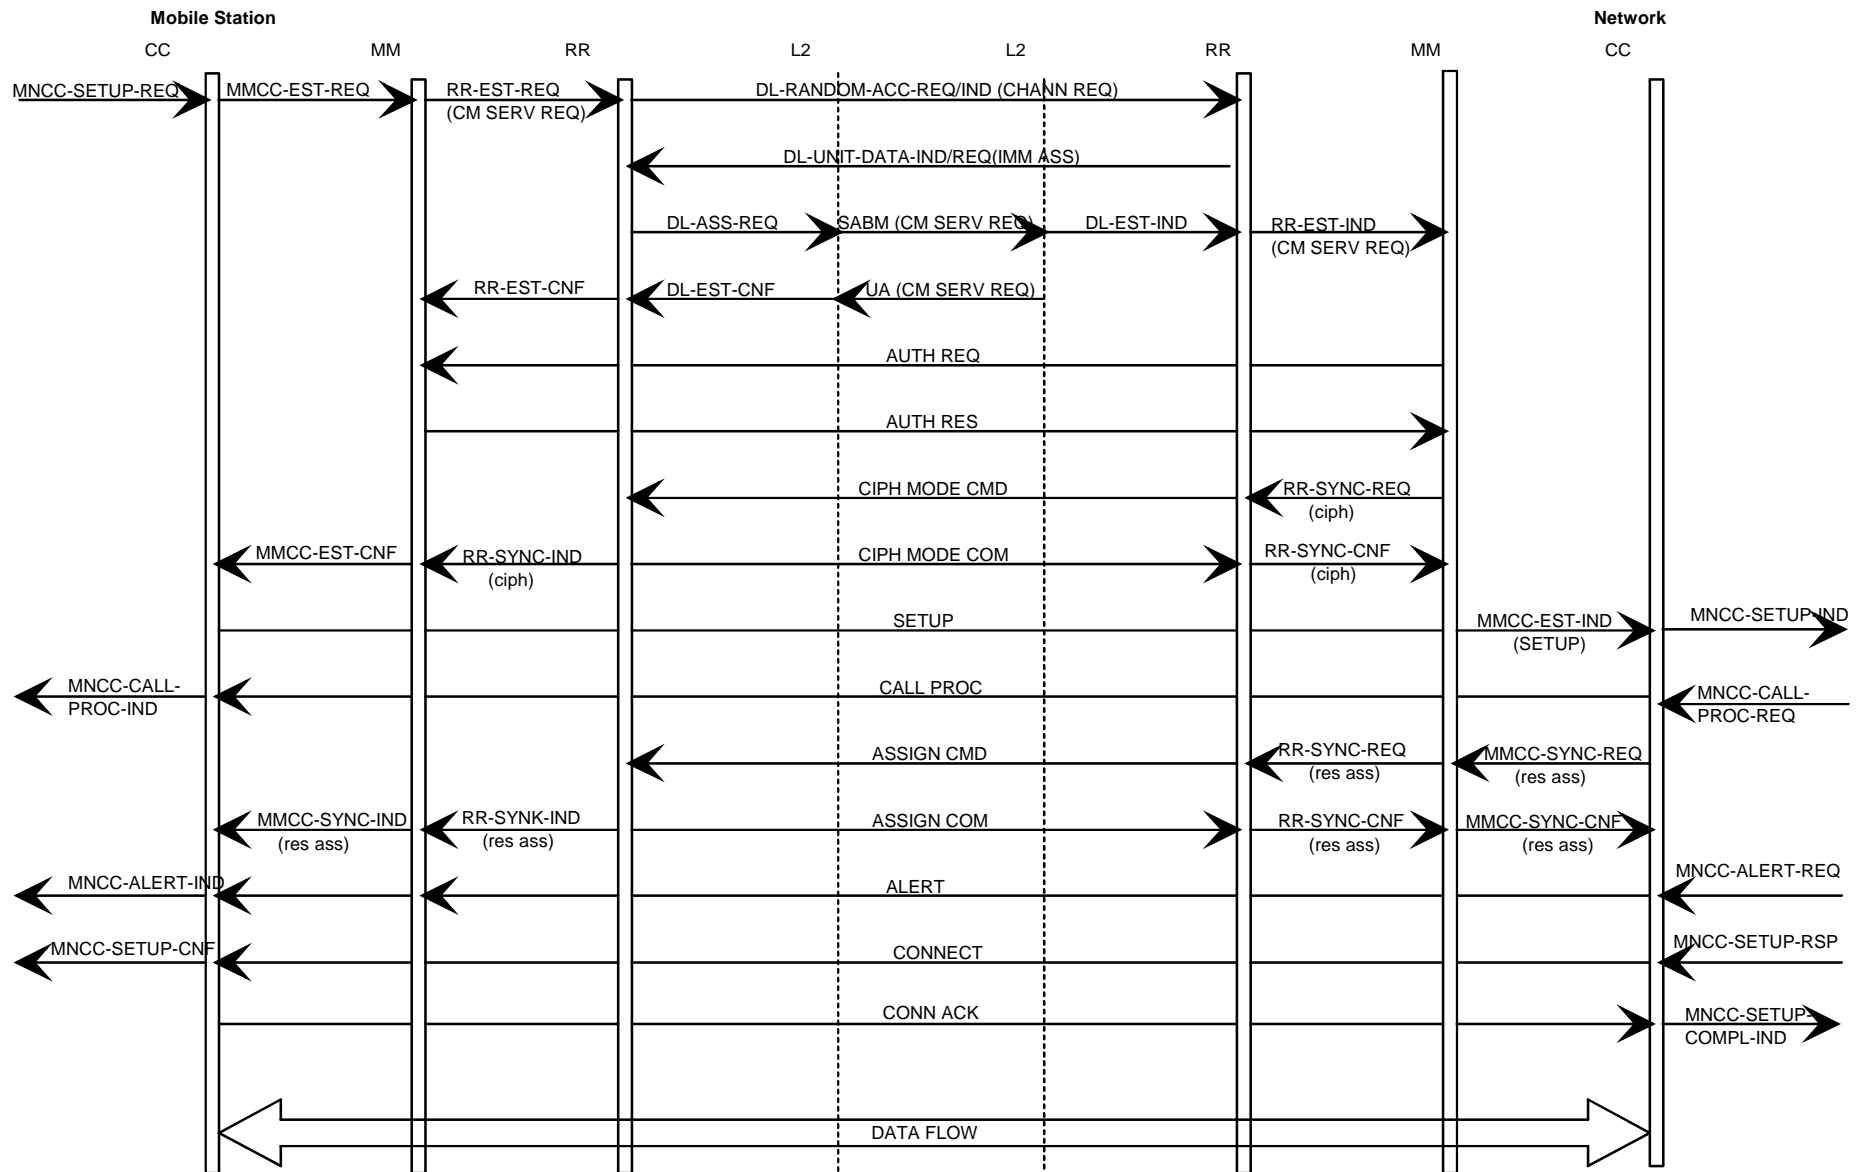 Mobile Station Network
CC MM RR L2 L2 RR MM CC
MNCC-SETUP-REQ MMCC-EST-REQ RR-EST-REQ DL-RANDOM-ACC-REQ/IND (CHANN REQ)
(CM SERV REQ)
DL-UNIT-DATA-IND/REQ(IMM ASS)
DL-ASS-REQ SABM (CM SERV REQ) DL-EST-IND RR-EST-IND
(CM SERV REQ)
RR-EST-CNF DL-EST-CNF UA (CM SERV REQ)
AUTH REQ
AUTH RES
CIPH MODE CMD RR-SYNC-REQ
(ciph)
MMCC-EST-CNF RR-SYNC-IND CIPH MODE COM RR-SYNC-CNF
(ciph) (ciph)
SETUP MMCC-EST-IND MNCC-SETUP-IND
(SETUP)
MNCC-CALL- CALL PROC MNCC-CALL-
PROC-IND PROC-REQ
ASSIGN CMD RR-SYNC-REQ MMCC-SYNC-REQ
(res ass) (res ass)
MMCC-SYNC-IND RR-SYNK-IND ASSIGN COM RR-SYNC-CNF MMCC-SYNC-CNF
(res ass) (res ass) (res ass) (res ass)
MNCC-ALERT-IND ALERT MNCC-ALERT-REQ
MNCC-SETUP-CNF CONNECT MNCC-SETUP-RSP
CONN ACK MNCC-SETUP-
COMPL-IND
DATA FLOW